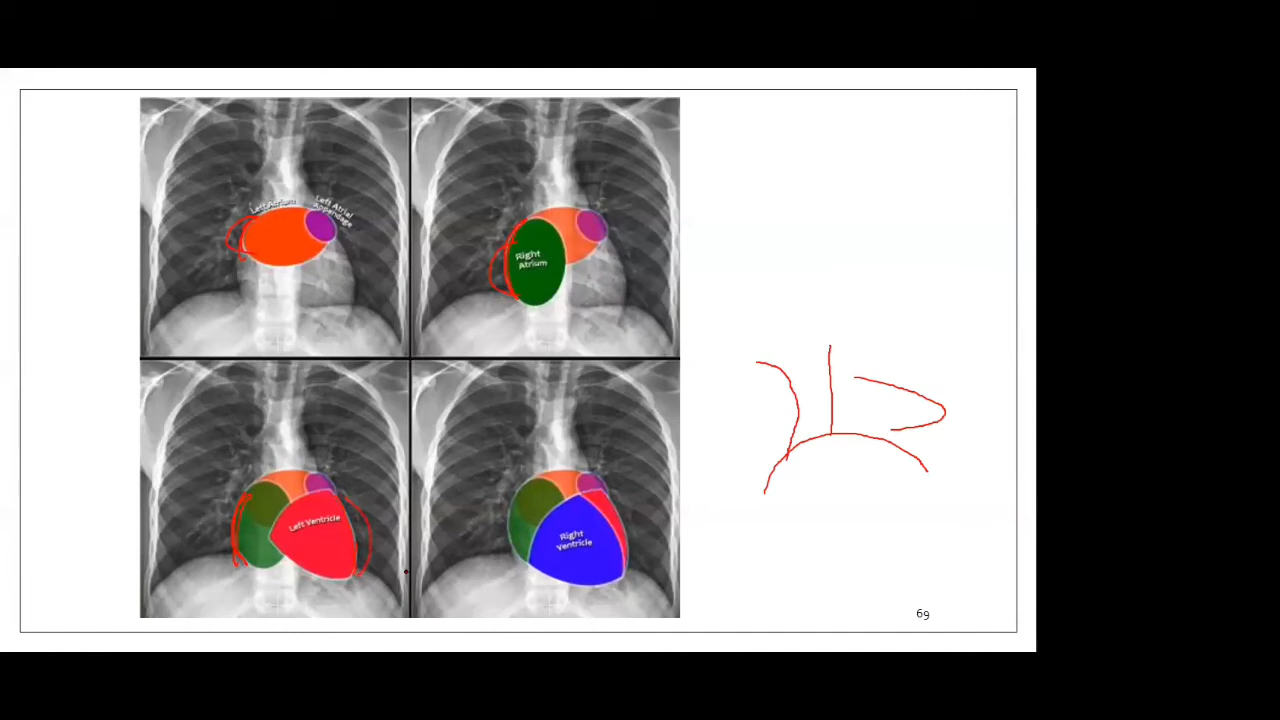 Left Atrium
Left Atrial
Appendage
Right
Atrium
Left Ventricle
Right
Ventricle
69